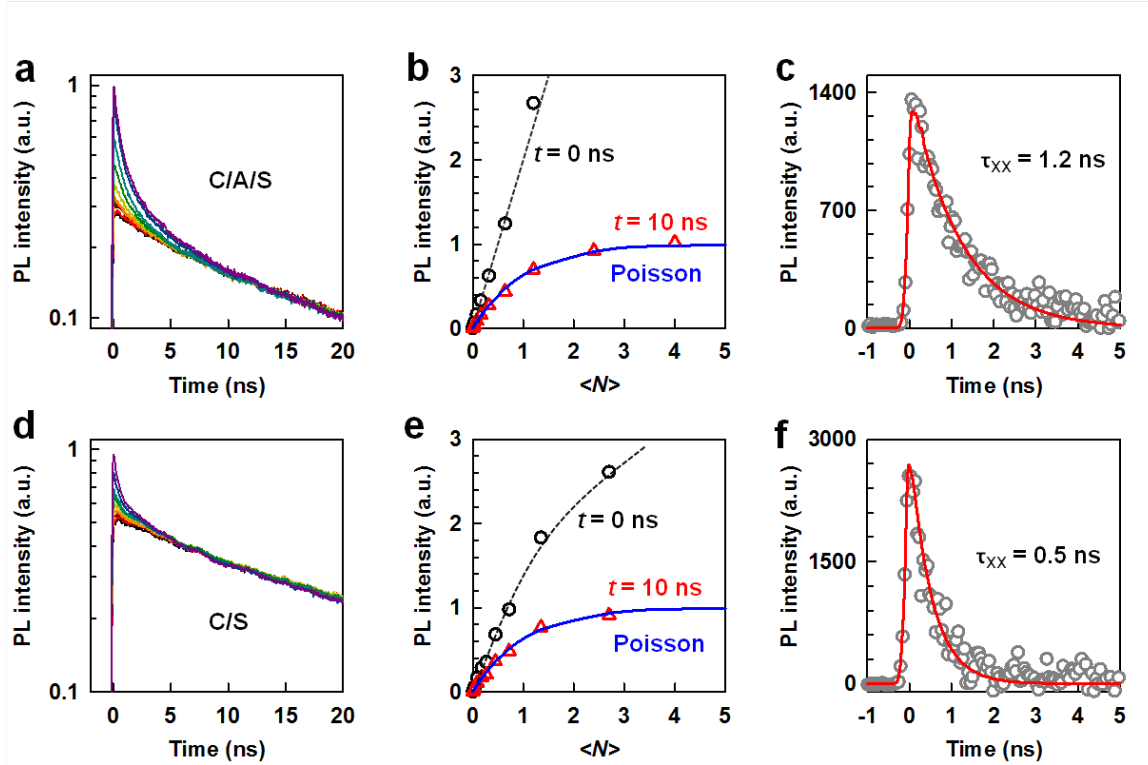 a
PL intensity (a.u.)
1
0.1
C/A/S
0 5 10 15 20
Time (ns)
b
PL intensity (a.u.)
3
2
1
0
t = 0 ns
t = 10 ns
Poisson
0 1 2 3 4 5
<N>
c
PL intensity (a.u.)
1400
700
0
τXX = 1.2 ns
-1 0 1 2 3 4 5
Time (ns)
d
PL intensity (a.u.)
1
0.1
C/S
0 5 10 15 20
Time (ns)
e
PL intensity (a.u.)
3
2
1
0
t = 0 ns
t = 10 ns
Poisson
0 1 2 3 4 5
<N>
f
PL intensity (a.u.)
3000
1500
0
τXX = 0.5 ns
-1 0 1 2 3 4 5
Time (ns)